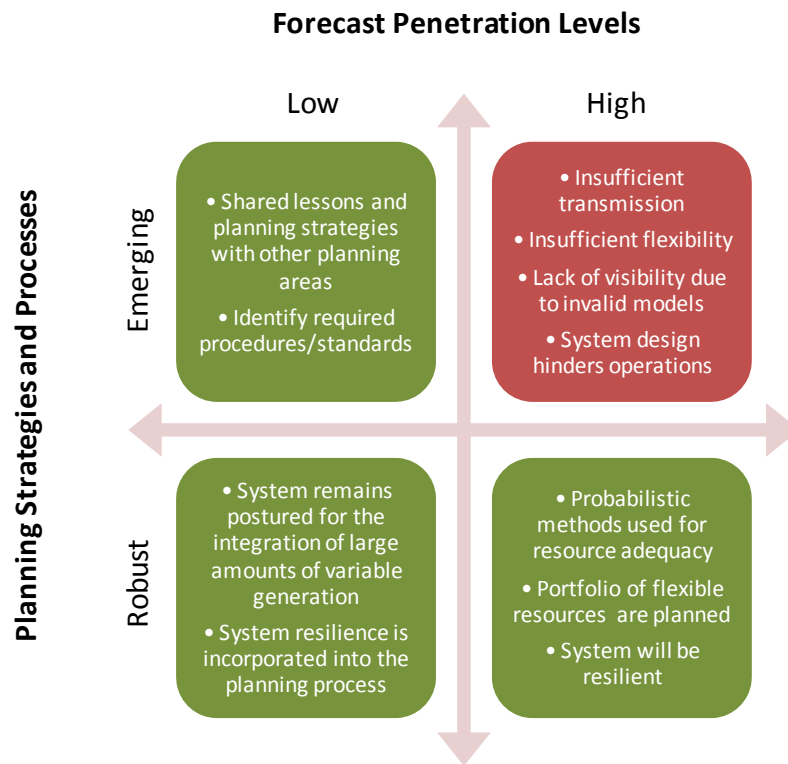 Forecast Penetration Levels
Low
High
Planning Strategies and Processes
Emerging
• Shared lessons and
planning strategies
with other planning
areas
• Identify required
procedures/standards
• Insufficient
transmission
• Insufficient flexibility
• Lack of visibility due
to invalid models
• System design
hinders operations
Robust
• System remains
postured for the
integration of large
amounts of variable
generation
• System resilience is
incorporated into the
planning process
• Probabilistic
methods used for
resource adequacy
• Portfolio of flexible
resources are planned
• System will be
resilient